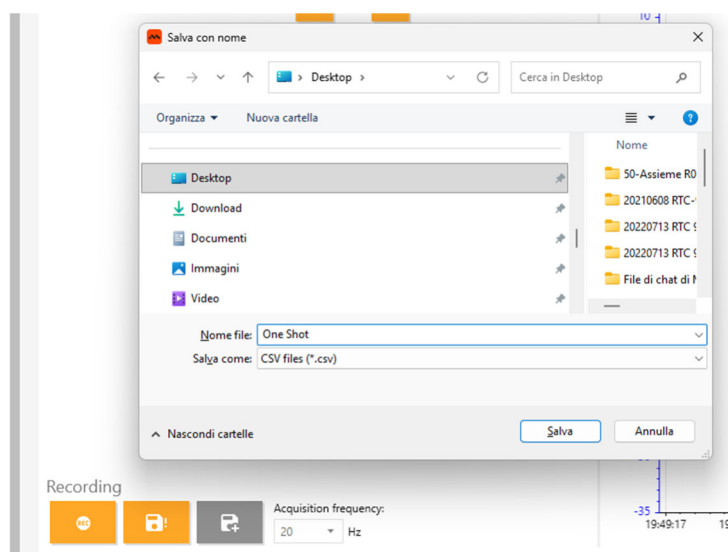 10
Salva con nome
Desktop
Cerca in Desktop
Organizza
Nuova cartella
Nome
Desktop
Download
Documenti
Immagini
Video
50-Assieme R0
20210608 RTC-
20220713 RTC 9
20220713 RTC 9
File di chat di
Nome file: One Shot
Salva come: CSV files (*.csv)
Nascondi cartelle
Salva
Annulla
Recording
REC
Acquisition frequency:
20 Hz
-35
19:49:17